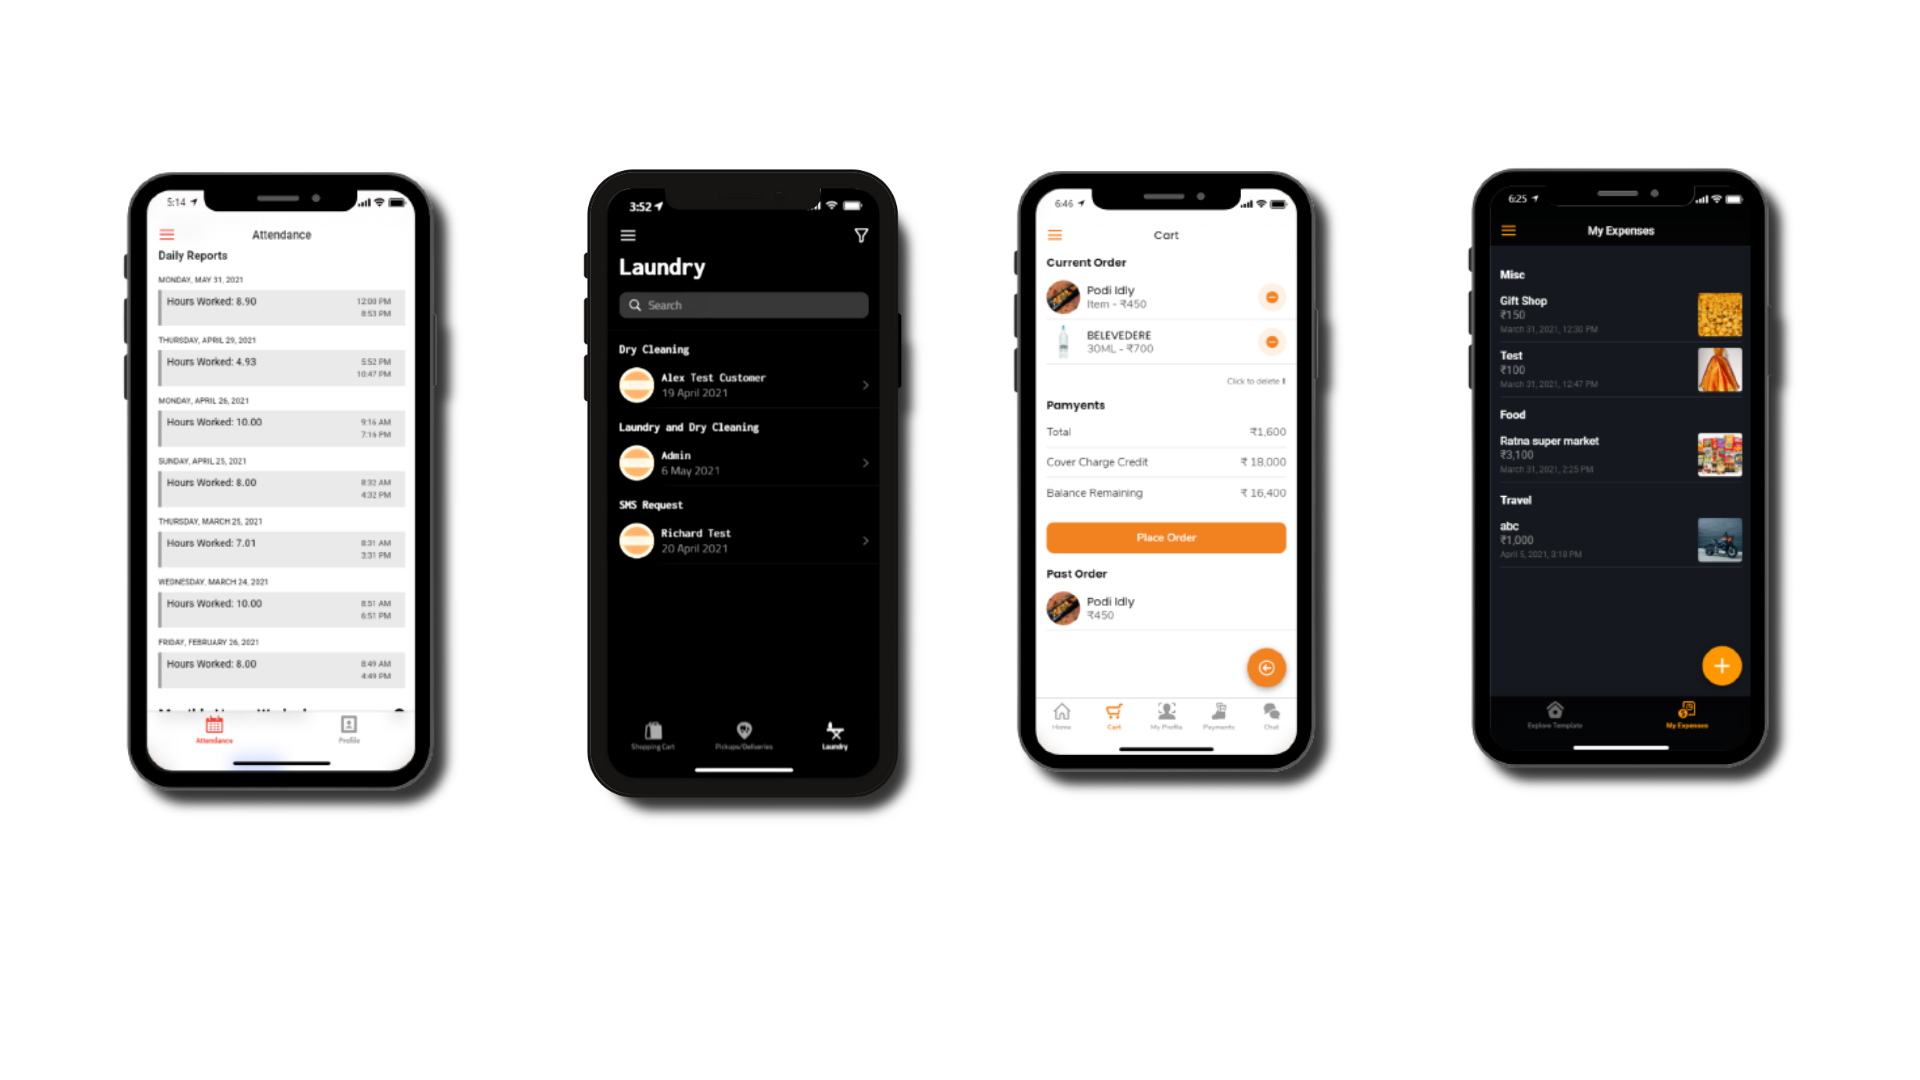 5:14
Attendance
Daily Reports
MONDAY, MAY 31, 2021
Hours Worked: 8.90
12:00 PM
8:53 PM
THURSDAY, APRIL 29, 2021
Hours Worked: 4.93
5:52 PM
10:47 PM
MONDAY, APRIL 26, 2021
Hours Worked: 10.00
9:16 AM
7:16 PM
SUNDAY, APRIL 25, 2021
Hours Worked: 8.00
8:32 AM
4:32 PM
THURSDAY, MARCH 25, 2021
Hours Worked: 7.01
8:31 AM
3:31 PM
WEDNESDAY, MARCH 24, 2021
Hours Worked: 10.00
8:51 AM
6:51 PM
FRIDAY, FEBRUARY 26, 2021
Hours Worked: 8.00
8:49 AM
4:49 PM
Attendance
Profile
3:52
Laundry
Search
Dry Cleaning
Alex Test Customer
19 April 2021
Laundry and Dry Cleaning
Admin
6 May 2021
SMS Request
Richard Test
20 April 2021
Shopping Cart
Pickups/Deliveries
Laundry
6:46
Cart
Current Order
Podi Idly
Item - ₹450
BELEVEDERE
30ML - ₹700
Click to delete ⬆
Pamyents
Total ₹1,600
Cover Charge Credit ₹ 18,000
Balance Remaining ₹ 16,400
Place Order
Past Order
Podi Idly
₹450
Home
Cart
My Profile
Payments
Chat
6:25
My Expenses
Misc
Gift Shop
₹150
March 31, 2021, 12:30 PM
Test
₹100
March 31, 2021, 12:47 PM
Food
Ratna super market
₹3,100
March 31, 2021, 2:25 PM
Travel
abc
₹1,000
April 5, 2021, 3:18 PM
Explore Template
My Expenses